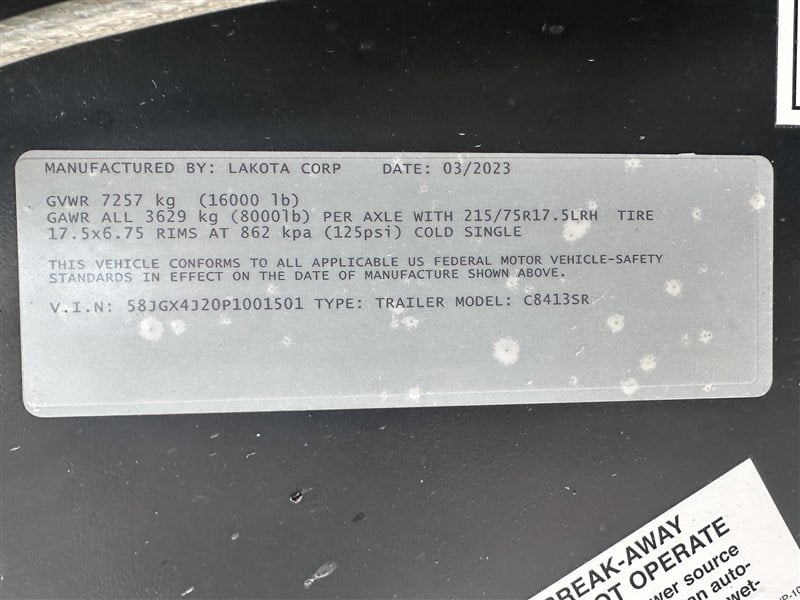 MANUFACTURED BY: LAKOTA CORP DATE: 03/2023
GVWR 7257 kg (16000 lb)
GAWR ALL 3629 kg (8000lb) PER AXLE WITH 215/75R17.5LRH TIRE
17.5x6.75 RIMS AT 862 kpa (125psi) COLD SINGLE
THIS VEHICLE CONFORMS TO ALL APPLICABLE US FEDERAL MOTOR VEHICLE-SAFETY
STANDARDS IN EFFECT ON THE DATE OF MANUFACTURE SHOWN ABOVE.
V.I.N: 58JGX4J20P1001501 TYPE: TRAILER MODEL: C8413SR
BREAK-AWAY
OT OPERATE
wer source
an auto-
wet-